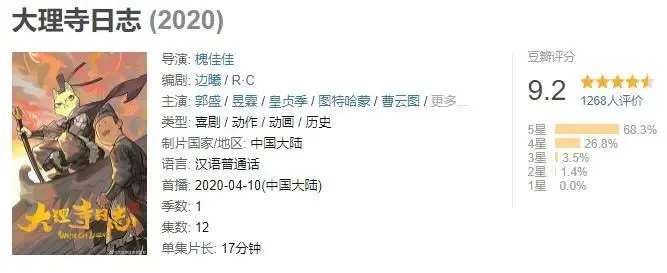 大理寺日志 (2020)
导演: 槐佳佳
编剧: 边曦 / R·C
主演: 郭盛 / 昱霖 / 皇贞季 / 图特哈蒙 / 曹云图 / 更多...
类型: 喜剧 / 动作 / 动画 / 历史
制片国家/地区: 中国大陆
语言: 汉语普通话
首播: 2020-04-10(中国大陆)
季数: 1
集数: 12
单集片长: 17分钟
大理寺日志
WHITE CAT LEGEND
豆瓣评分
9.2
1268人评价
5星 68.3%
4星 26.8%
3星 3.5%
2星 1.4%
1星 0.0%